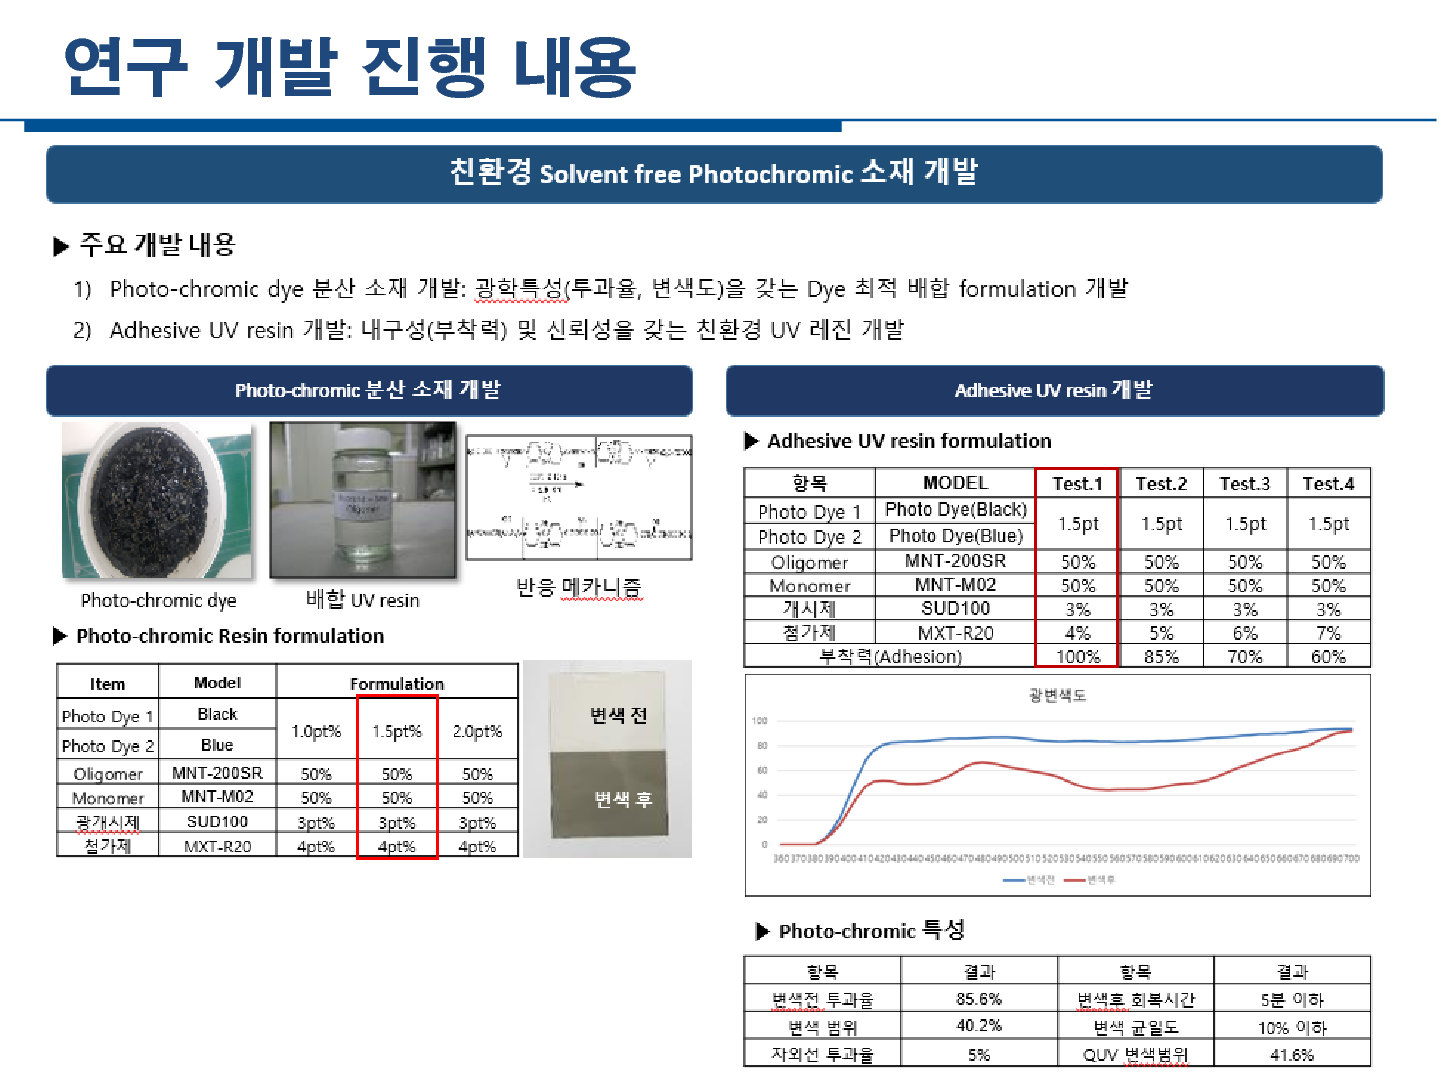 연구 개발 진행 내용
친환경 Solvent free Photochromic 소재 개발
▶ 주요 개발 내용
1) Photo-chromic dye 분산 소재 개발: 광학특성(투과율, 변색도)을 갖는 Dye 최적 배합 formulation 개발
2) Adhesive UV resin 개발: 내구성(부착력) 및 신뢰성을 갖는 친환경 UV 레진 개발
Photo-chromic 분산 소재 개발
Photo-chromic dye
Oligomer
배합 UV resin
반응 메카니즘
▶ Photo-chromic Resin formulation
Item Model Formulation
Photo Dye 1 Black 1.0pt% 1.5pt% 2.0pt%
Photo Dye 2 Blue
Oligomer MNT-200SR 50% 50% 50%
Monomer MNT-M02 50% 50% 50%
광개시제 SUD100 3pt% 3pt% 3pt%
첨가제 MXT-R20 4pt% 4pt% 4pt%
변색 전
변색 후
Adhesive UV resin 개발
▶ Adhesive UV resin formulation
항목 MODEL Test.1 Test.2 Test.3 Test.4
Photo Dye 1 Photo Dye(Black) 1.5pt 1.5pt 1.5pt 1.5pt
Photo Dye 2 Photo Dye(Blue)
Oligomer MNT-200SR 50% 50% 50% 50%
Monomer MNT-M02 50% 50% 50% 50%
개시제 SUD100 3% 3% 3% 3%
첨가제 MXT-R20 4% 5% 6% 7%
부착력(Adhesion) 100% 85% 70% 60%
광변색도
100
80
60
40
20
0
360 370 380 390 400 410 420 430 440 450 460 470 480 490 500 510 520 530 540 550 560 570 580 590 600 610 620 630 640 650 660 670 680 690 700
변색전 변색후
▶ Photo-chromic 특성
항목 결과 항목 결과
변색전 투과율 85.6% 변색후 회복시간 5분 이하
변색 범위 40.2% 변색 균일도 10% 이하
자외선 투과율 5% QUV 변색범위 41.6%